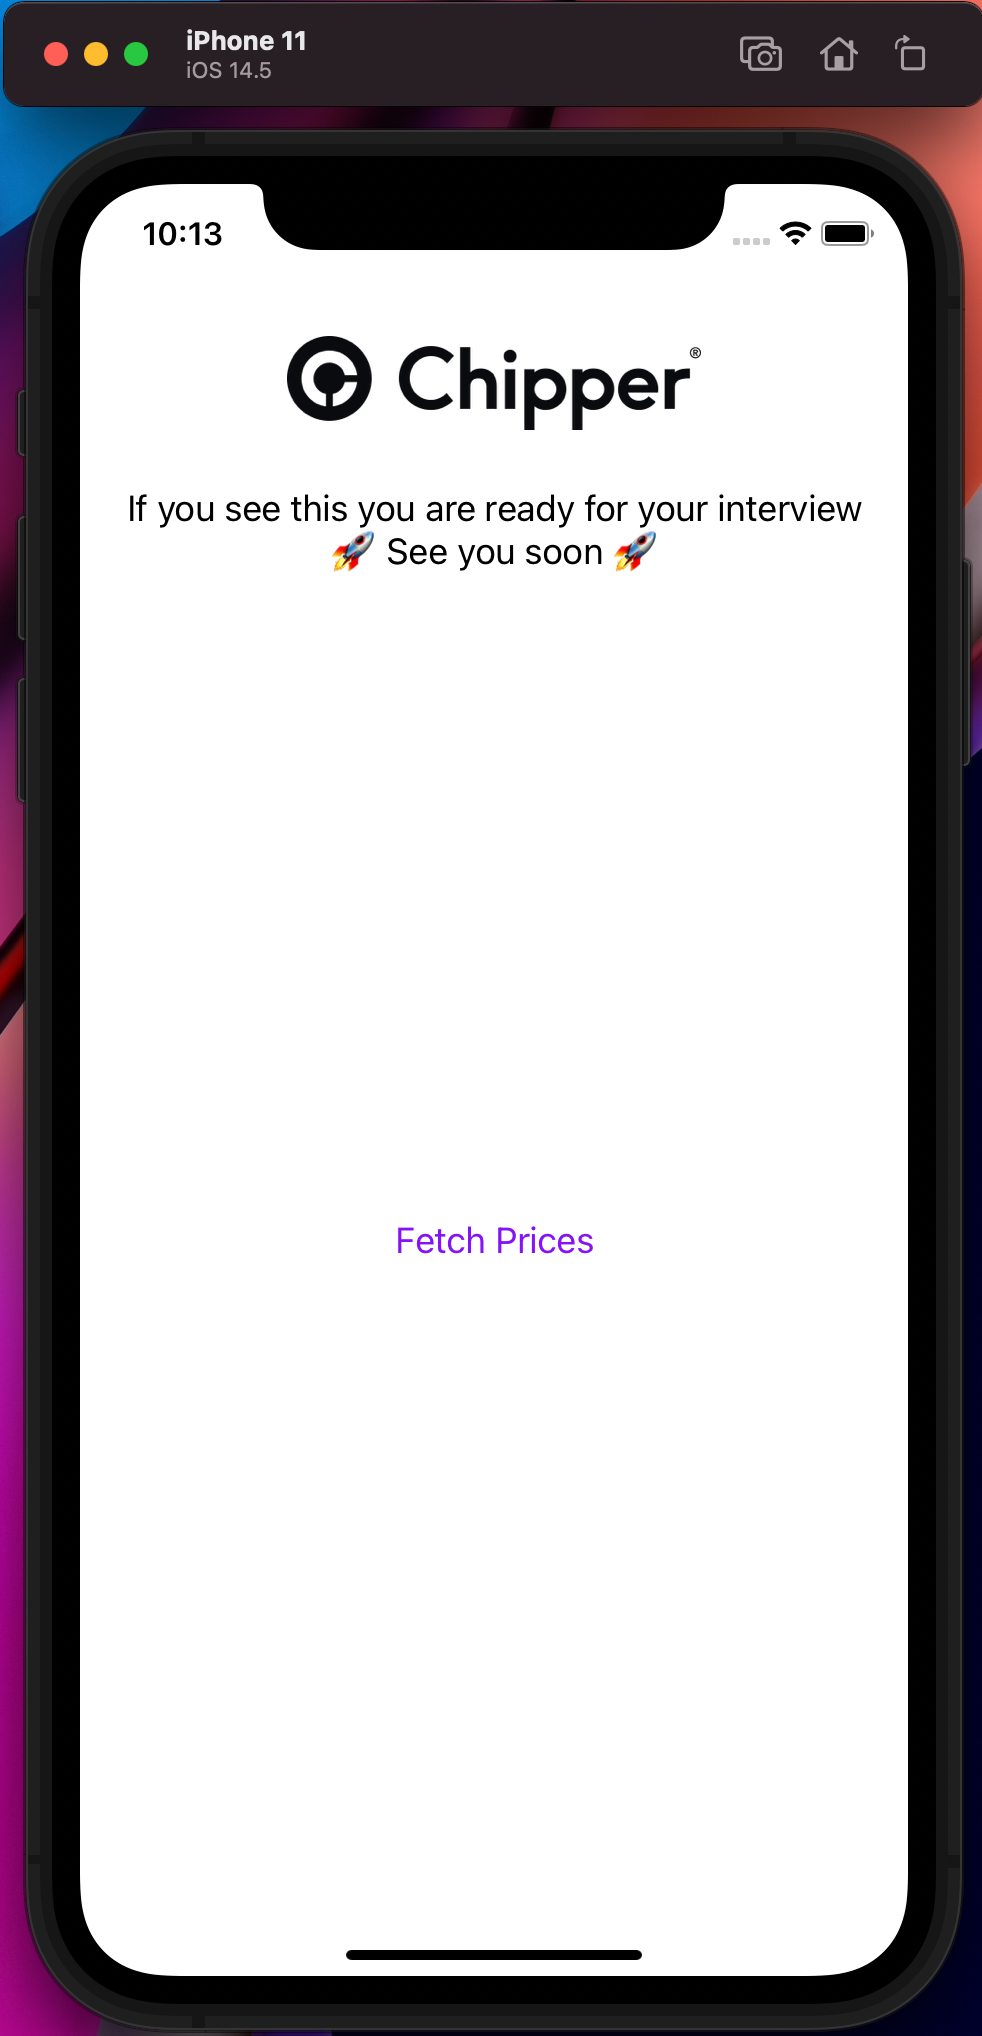 iPhone 11
iOS 14.5
10:13
Chipper®
If you see this you are ready for your interview
🚀 See you soon 🚀
Fetch Prices